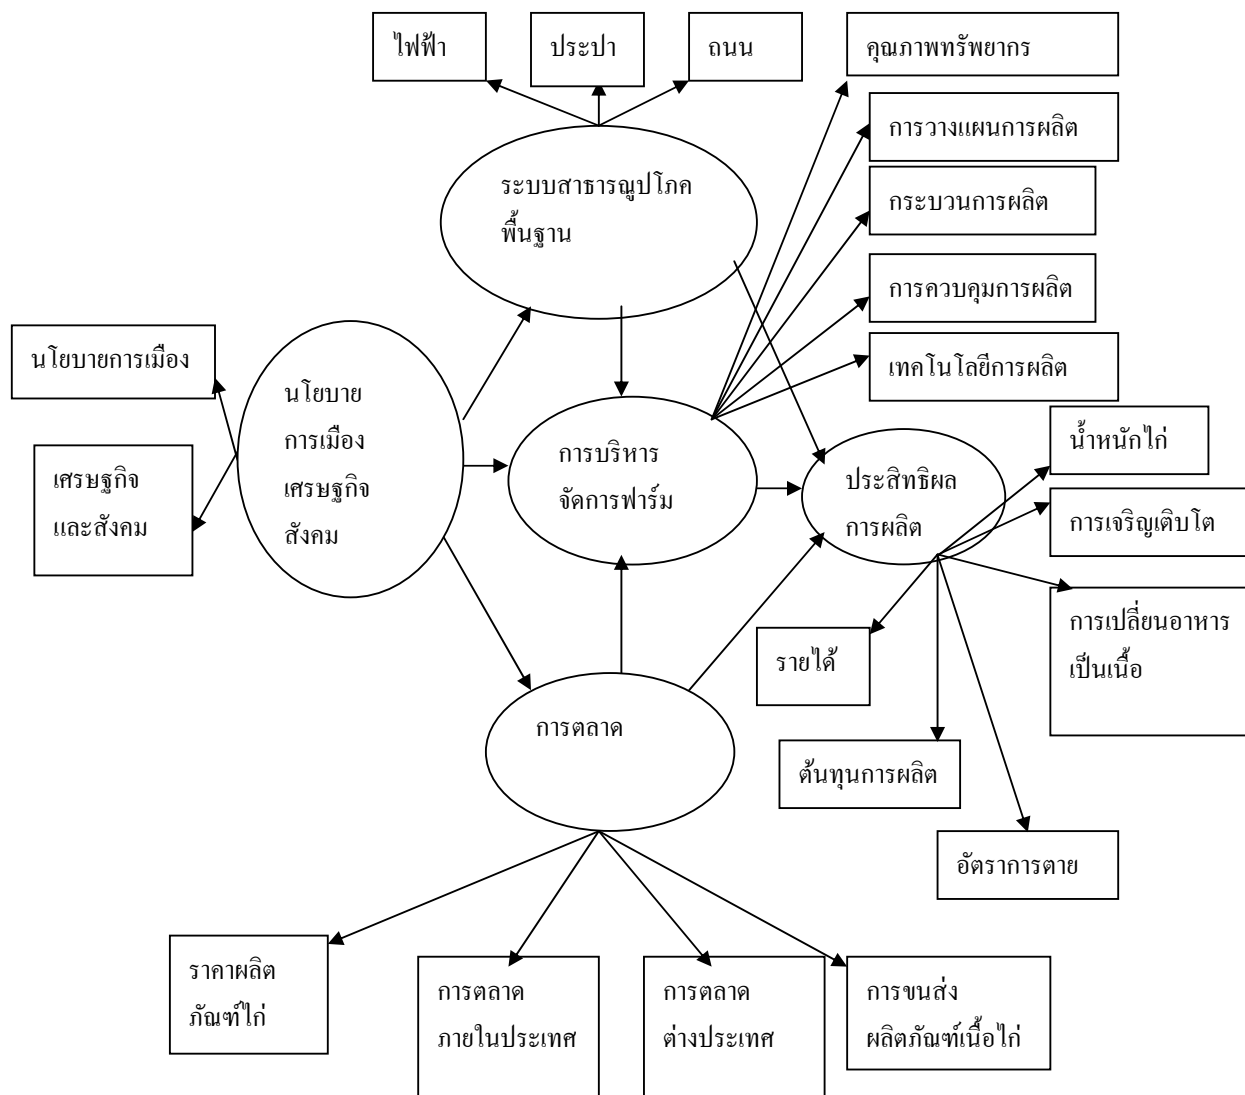 ไฟฟ้า
ประปา
ถนน
คุณภาพทรัพยากร
การวางแผนการผลิต
ระบบสาธารณูปโภค
พื้นฐาน
กระบวนการผลิต
การควบคุมการผลิต
เทคโนโลยีการผลิต
นโยบายการเมือง
นโยบาย
การเมือง
เศรษฐกิจ
สังคม
เศรษฐกิจ
และสังคม
การบริหาร
จัดการฟาร์ม
ประสิทธิผล
การผลิต
น้ำหนักไก่
การเจริญเติบโต
การเปลี่ยนอาหาร
เป็นเนื้อ
รายได้
การตลาด
ต้นทุนการผลิต
อัตราการตาย
ราคาผลิต
ภัณฑ์ไก่
การตลาด
ภายในประเทศ
การตลาด
ต่างประเทศ
การขนส่ง
ผลิตภัณฑ์เนื้อไก่